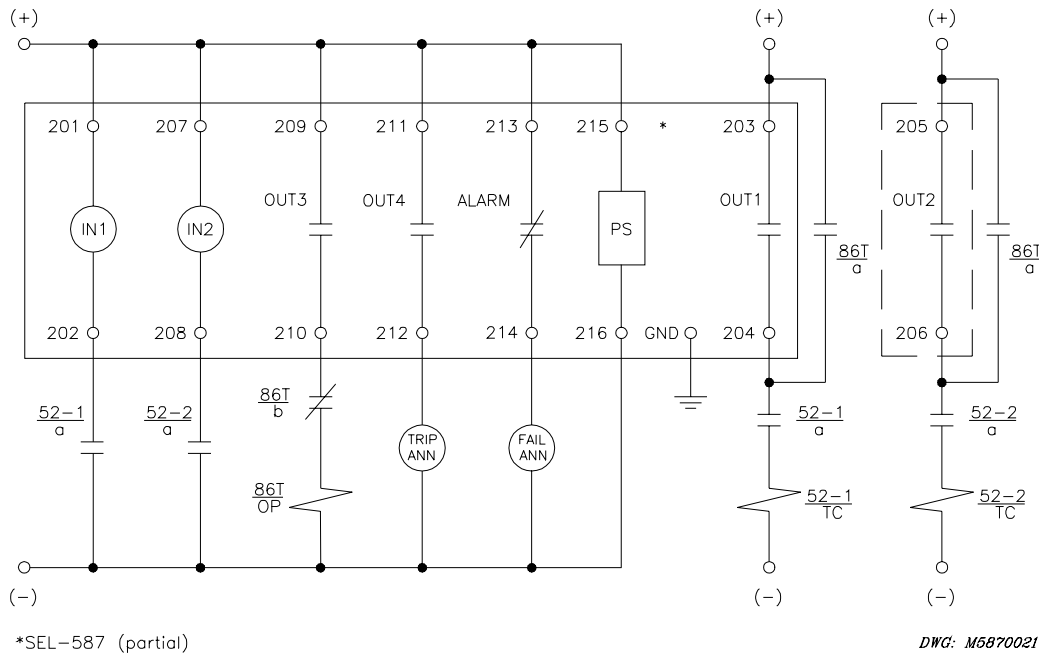 (+) (+) (+)
201 207 209 211 213 215 * 203 205
OUT3 OUT4 ALARM OUT1 OUT2
IN1 IN2 PS
86T
a
86T
a
202 208 210 212 214 216 GND 204 206
86T
b
52-1
a
52-2
a
52-1
a
52-2
a
TRIP
ANN
FAIL
ANN
86T
OP
52-1
TC
52-2
TC
(-) (-) (-)
*SEL-587 (partial)
DWG: M5870021